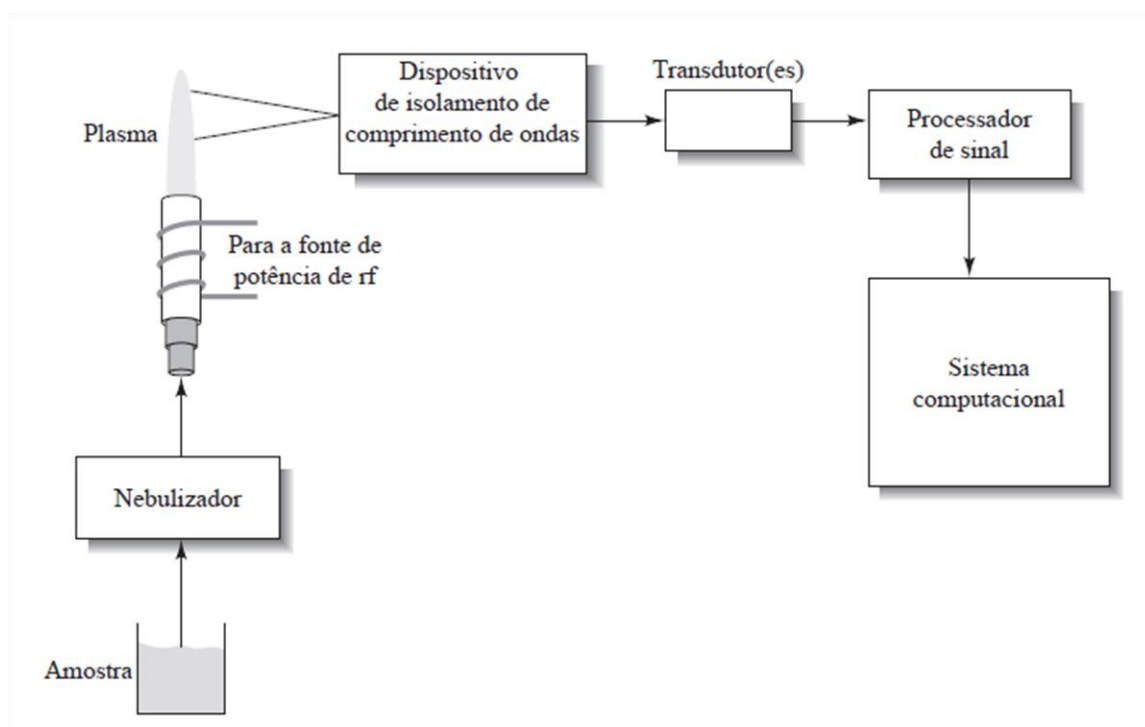 Plasma
Dispositivo
de isolamento de
comprimento de ondas
Transdutor(es)
Processador
de sinal
Para a fonte de
potência de rf
Sistema
computacional
Nebulizador
Amostra